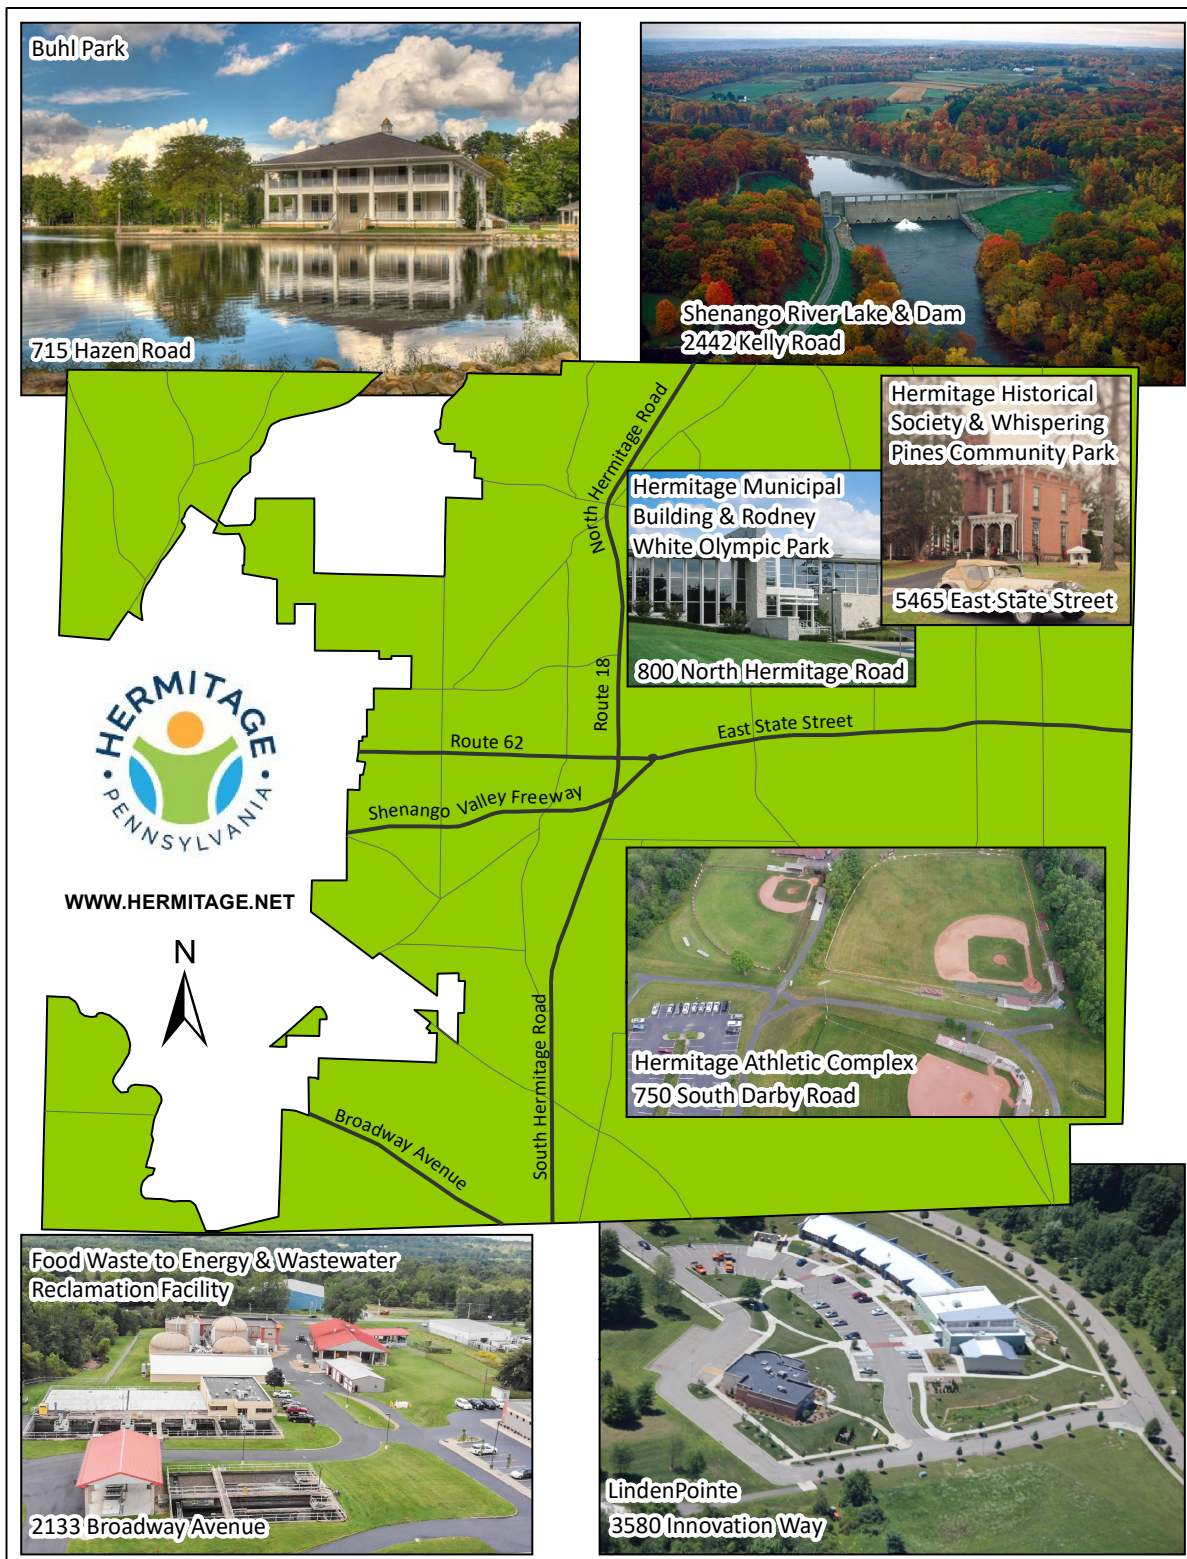 Buhl Park
715 Hazen Road
Shenango River Lake & Dam
2442 Kelly Road
Hermitage Historical
Society & Whispering
Pines Community Park
5465 East State Street
North Hermitage Road
Hermitage Municipal
Building & Rodney
White Olympic Park
800 North Hermitage Road
Route 18
East State Street
Route 62
Shenango Valley Freeway
HERMITAGE
• PENNSYLVANIA •
WWW.HERMITAGE.NET
N
Hermitage Athletic Complex
750 South Darby Road
South Hermitage Road
Broadway Avenue
Food Waste to Energy & Wastewater
Reclamation Facility
2133 Broadway Avenue
LindenPointe
3580 Innovation Way